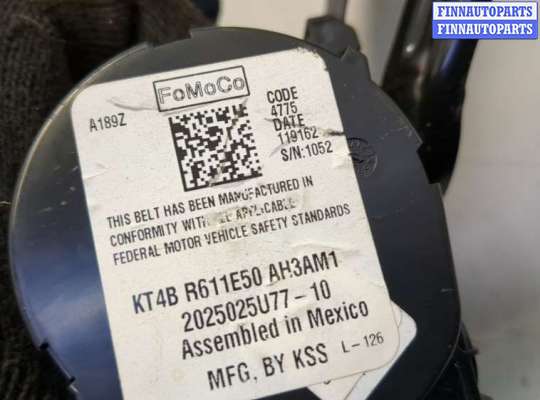 FINNAUTOPARTS
FINNAUTOPARTS
FoMoCo
A189Z
CODE
4775
DATE
119162
S/N:1052
THIS BELT HAS BEEN MANUFACTURED IN
CONFORMITY WITH ALL APPLICABLE
FEDERAL MOTOR VEHICLE SAFETY STANDARDS
KT4B R611E50 AH3AM1
2025025U77-10
Assembled in Mexico
MFG. BY KSS L-126